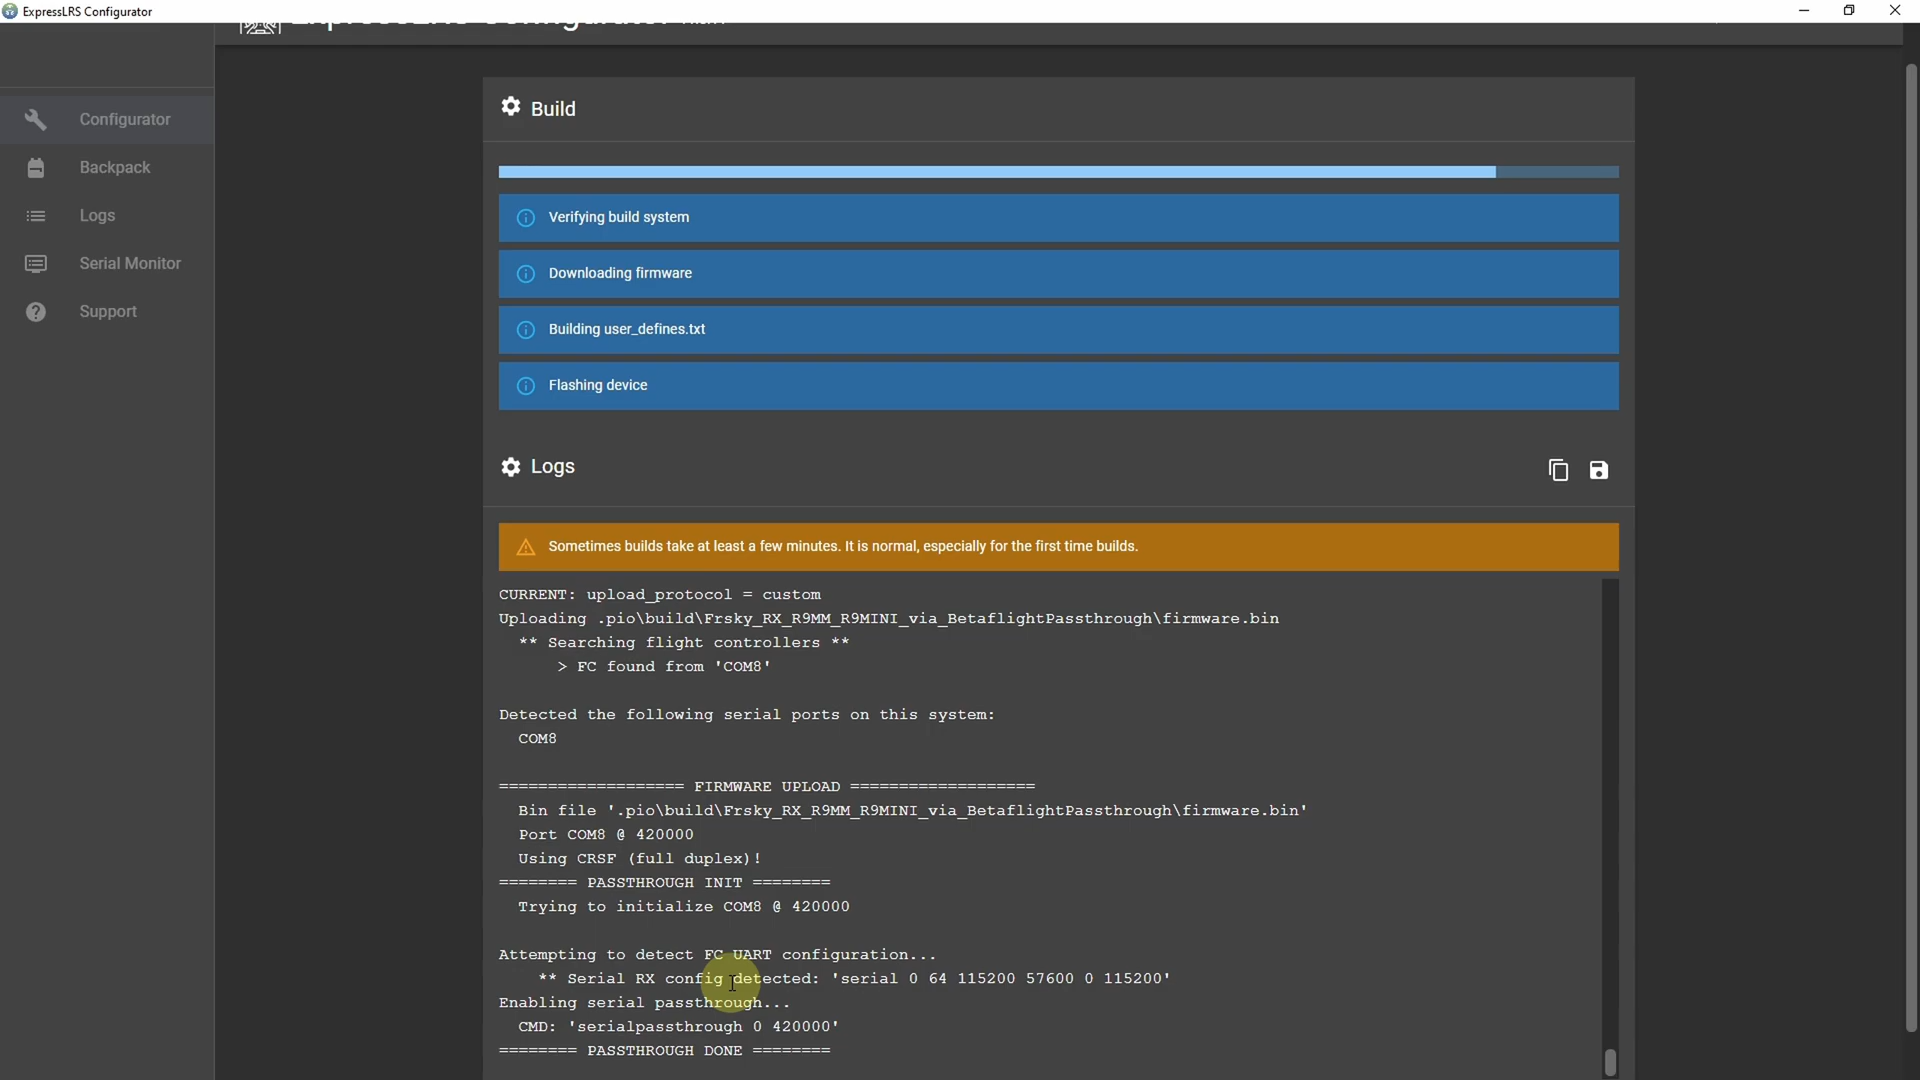 ExpressLRS Configurator
Configurator
Backpack
Logs
Serial Monitor
Support
Build
Verifying build system
Downloading firmware
Building user_defines.txt
Flashing device
Logs
Sometimes builds take at least a few minutes. It is normal, especially for the first time builds.
CURRENT: upload_protocol = custom
Uploading .pio\build\Frsky_RX_R9MM_R9MINI_via_BetaflightPassthrough\firmware.bin
** Searching flight controllers **
> FC found from 'COM8'
Detected the following serial ports on this system:
COM8
=================== FIRMWARE UPLOAD ===================
Bin file '.pio\build\Frsky_RX_R9MM_R9MINI_via_BetaflightPassthrough\firmware.bin'
Port COM8 @ 420000
Using CRSF (full duplex)!
======== PASSTHROUGH INIT ========
Trying to initialize COM8 @ 420000
Attempting to detect FC UART configuration...
** Serial RX config detected: 'serial 0 64 115200 57600 0 115200'
Enabling serial passthrough...
CMD: 'serialpassthrough 0 420000'
======== PASSTHROUGH DONE ========